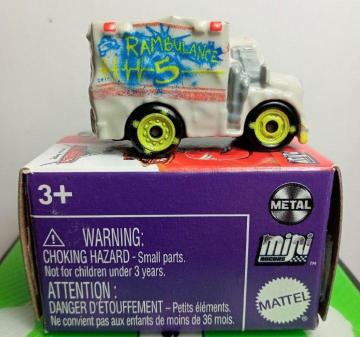 RAMBULANCE
5
3+
METAL
WARNING:
CHOKING HAZARD - Small parts.
Not for children under 3 years.
mini
RACERS
TM
ATTENTION :
DANGER D'ÉTOUFFEMENT – Petits éléments.
Ne convient pas aux enfants de moins de 36 mois.
MATTEL